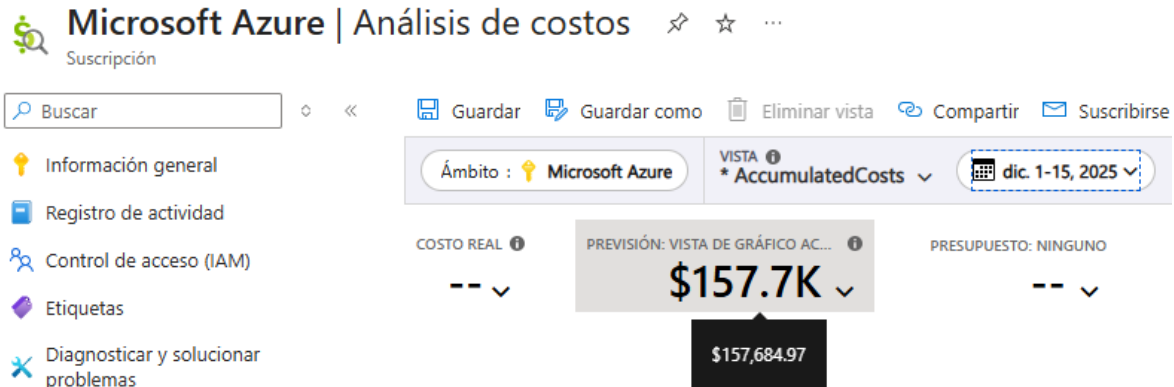 Microsoft Azure | Análisis de costos ...
Suscripción
Buscar
Guardar Guardar como Eliminar vista Compartir Suscribirse
Información general
Registro de actividad
Control de acceso (IAM)
Etiquetas
Diagnosticar y solucionar
problemas
Ámbito : Microsoft Azure
VISTA
* AccumulatedCosts
dic. 1-15, 2025
COSTO REAL
--
PREVISIÓN: VISTA DE GRÁFICO AC...
$157.7K
$157,684.97
PRESUPUESTO: NINGUNO
--